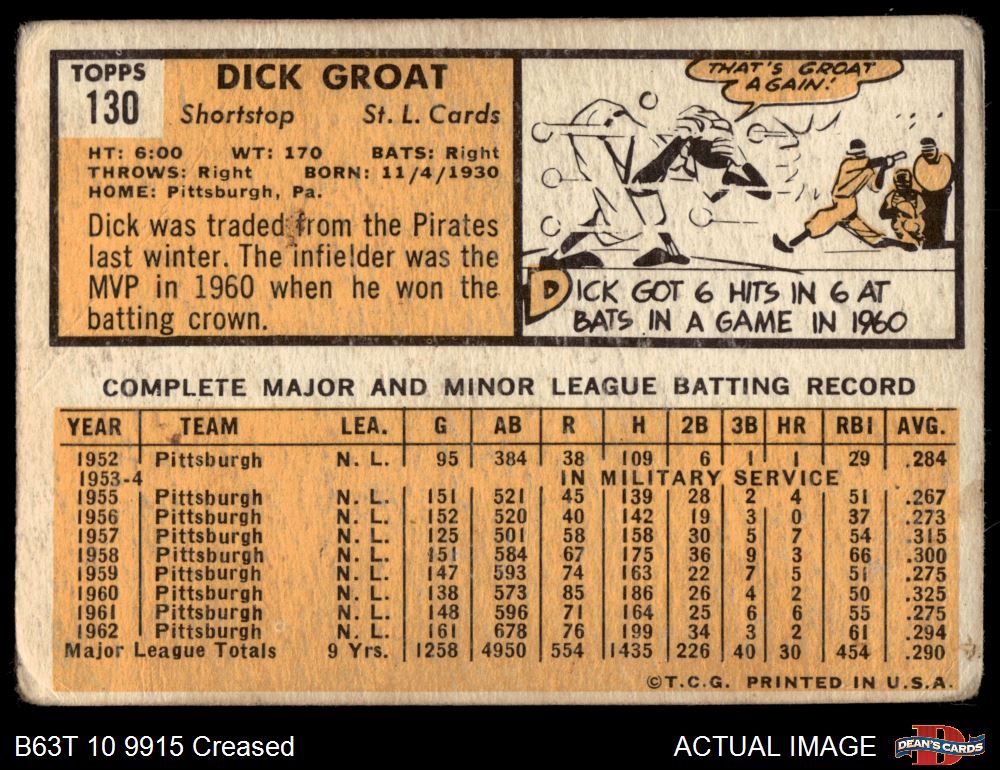 TOPPS
130
DICK GROAT
Shortstop St. L. Cards
HT: 6:00 WT: 170 BATS: Right
THROWS: Right BORN: 11/4/1930
HOME: Pittsburgh, Pa.
Dick was traded from the Pirates
last winter. The infielder was the
MVP in 1960 when he won the
batting crown.
THAT'S GROAT
AGAIN!
DICK GOT 6 HITS IN 6 AT
BATS IN A GAME IN 1960
COMPLETE MAJOR AND MINOR LEAGUE BATTING RECORD
YEAR TEAM LEA. G AB R H 2B 3B HR RBI AVG.
1952 Pittsburgh N. L. 95 384 38 109 6 1 1 29 .284
1953-4 IN MILITARY SERVICE
1955 Pittsburgh N. L. 151 521 45 139 28 2 4 51 .267
1956 Pittsburgh N. L. 152 520 40 142 19 3 0 37 .273
1957 Pittsburgh N. L. 125 501 58 158 30 5 7 54 .315
1958 Pittsburgh N. L. 151 584 67 175 36 9 3 66 .300
1959 Pittsburgh N. L. 147 593 74 163 22 7 5 51 .275
1960 Pittsburgh N. L. 138 573 85 186 26 4 2 50 .325
1961 Pittsburgh N. L. 148 596 71 164 25 6 6 55 .275
1962 Pittsburgh N. L. 161 678 76 199 34 3 2 61 .294
Major League Totals 9 Yrs. 1258 4950 554 1435 226 40 30 454 .290
©T.C.G. PRINTED IN U.S.A.
B63T 10 9915 Creased ACTUAL IMAGE D DEAN'S CARDS